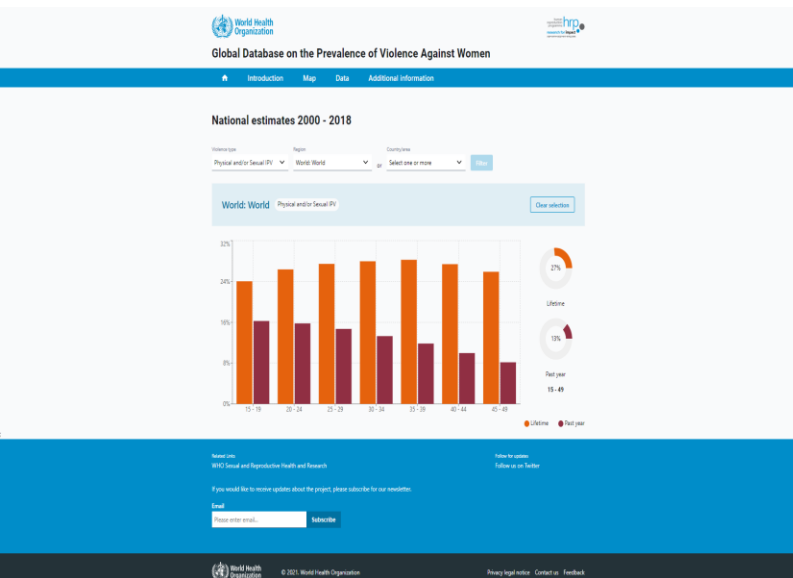 World Health
Organization
hrp
research for impact
Global Database on the Prevalence of Violence Against Women
Introduction Map Data Additional information
National estimates 2000 - 2018
Violence type Region Country/area
Physical and/or Sexual IPV World: World or Select one or more Filter
World: World Physical and/or Sexual IPV Clear selection
32%
24%
16%
8%
0%
15 - 19 20 - 24 25 - 29 30 - 34 35 - 39 40 - 44 45 - 49
27%
Lifetime
13%
Past year
15 - 49
Lifetime Past year
Related Links Follow for updates
WHO Sexual and Reproductive Health and Research Follow us on Twitter
If you would like to receive updates about the project, please subscribe for our newsletter.
Email
Please enter email... Subscribe
World Health
Organization
© 2021. World Health Organization Privacy legal notice Contact us Feedback